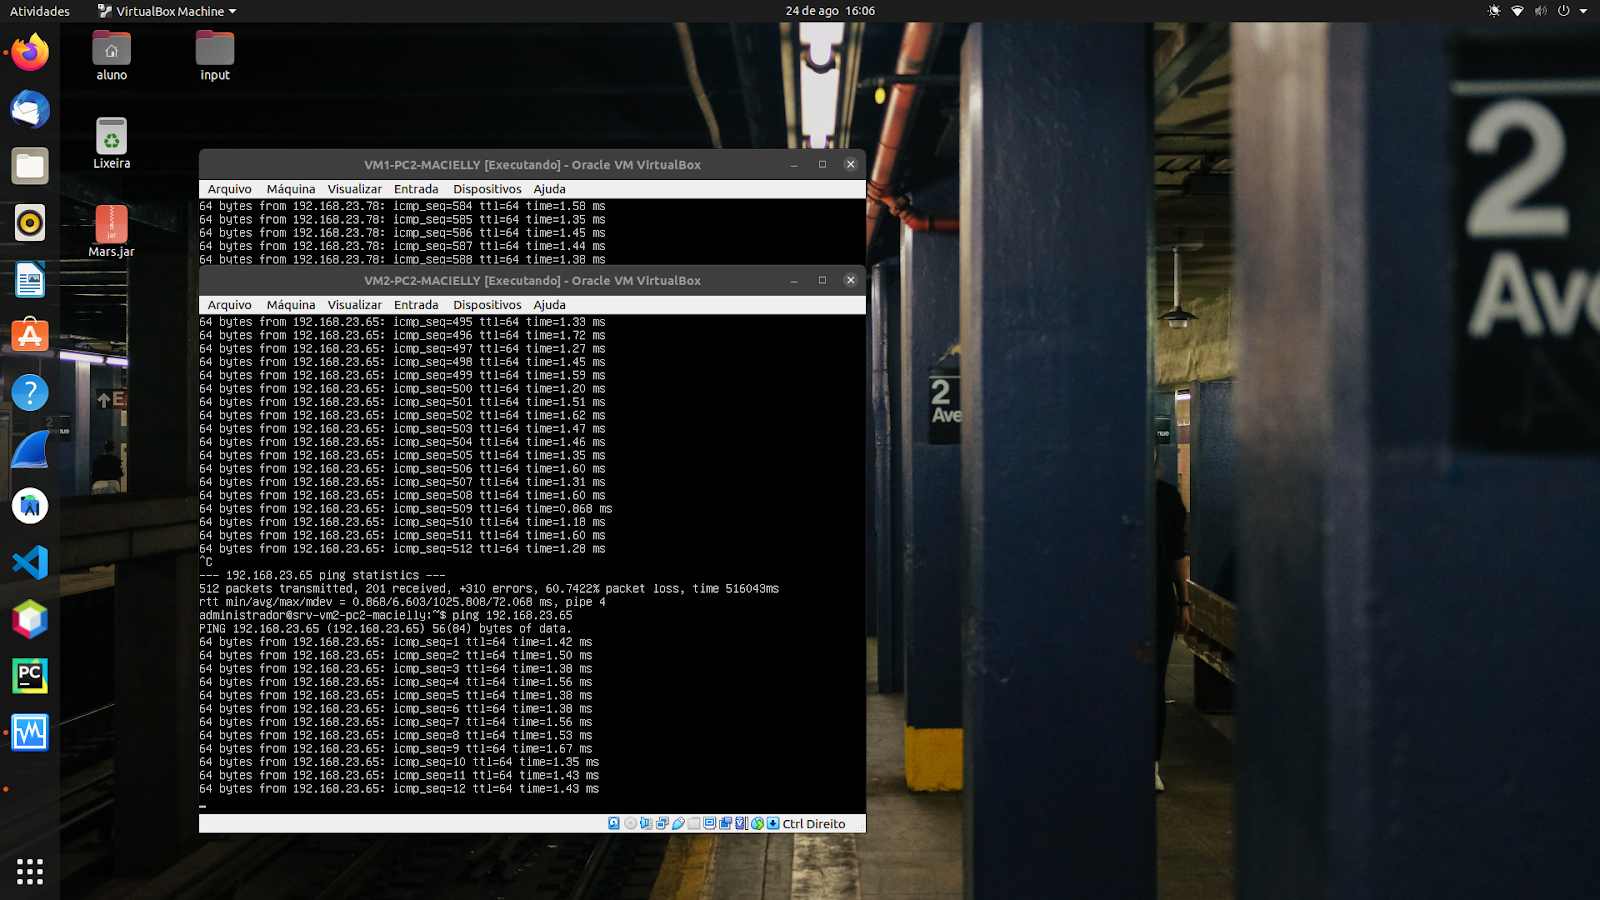 Atividades
VirtualBox Machine
24 de ago 16:06
aluno
input
Lixeira
jar
Mars.jar
VM1-PC2-MACIELLY [Executando] - Oracle VM VirtualBox
Arquivo Máquina Visualizar Entrada Dispositivos Ajuda
64 bytes from 192.168.23.78: icmp_seq=584 ttl=64 time=1.58 ms
64 bytes from 192.168.23.78: icmp_seq=585 ttl=64 time=1.35 ms
64 bytes from 192.168.23.78: icmp_seq=586 ttl=64 time=1.45 ms
64 bytes from 192.168.23.78: icmp_seq=587 ttl=64 time=1.44 ms
64 bytes from 192.168.23.78: icmp_seq=588 ttl=64 time=1.38 ms
VM2-PC2-MACIELLY [Executando] - Oracle VM VirtualBox
Arquivo Máquina Visualizar Entrada Dispositivos Ajuda
64 bytes from 192.168.23.65: icmp_seq=495 ttl=64 time=1.33 ms
64 bytes from 192.168.23.65: icmp_seq=496 ttl=64 time=1.72 ms
64 bytes from 192.168.23.65: icmp_seq=497 ttl=64 time=1.27 ms
64 bytes from 192.168.23.65: icmp_seq=498 ttl=64 time=1.45 ms
64 bytes from 192.168.23.65: icmp_seq=499 ttl=64 time=1.59 ms
64 bytes from 192.168.23.65: icmp_seq=500 ttl=64 time=1.20 ms
64 bytes from 192.168.23.65: icmp_seq=501 ttl=64 time=1.51 ms
64 bytes from 192.168.23.65: icmp_seq=502 ttl=64 time=1.62 ms
64 bytes from 192.168.23.65: icmp_seq=503 ttl=64 time=1.47 ms
64 bytes from 192.168.23.65: icmp_seq=504 ttl=64 time=1.46 ms
64 bytes from 192.168.23.65: icmp_seq=505 ttl=64 time=1.35 ms
64 bytes from 192.168.23.65: icmp_seq=506 ttl=64 time=1.60 ms
64 bytes from 192.168.23.65: icmp_seq=507 ttl=64 time=1.31 ms
64 bytes from 192.168.23.65: icmp_seq=508 ttl=64 time=1.60 ms
64 bytes from 192.168.23.65: icmp_seq=509 ttl=64 time=0.868 ms
64 bytes from 192.168.23.65: icmp_seq=510 ttl=64 time=1.18 ms
64 bytes from 192.168.23.65: icmp_seq=511 ttl=64 time=1.60 ms
64 bytes from 192.168.23.65: icmp_seq=512 ttl=64 time=1.28 ms
^C
--- 192.168.23.65 ping statistics ---
512 packets transmitted, 201 received, +310 errors, 60.7422% packet loss, time 516043ms
rtt min/avg/max/mdev = 0.868/6.603/1025.808/72.068 ms, pipe 4
administrador@srv-vm2-pc2-macielly:~$ ping 192.168.23.65
PING 192.168.23.65 (192.168.23.65) 56(84) bytes of data.
64 bytes from 192.168.23.65: icmp_seq=1 ttl=64 time=1.42 ms
64 bytes from 192.168.23.65: icmp_seq=2 ttl=64 time=1.50 ms
64 bytes from 192.168.23.65: icmp_seq=3 ttl=64 time=1.38 ms
64 bytes from 192.168.23.65: icmp_seq=4 ttl=64 time=1.56 ms
64 bytes from 192.168.23.65: icmp_seq=5 ttl=64 time=1.38 ms
64 bytes from 192.168.23.65: icmp_seq=6 ttl=64 time=1.38 ms
64 bytes from 192.168.23.65: icmp_seq=7 ttl=64 time=1.56 ms
64 bytes from 192.168.23.65: icmp_seq=8 ttl=64 time=1.53 ms
64 bytes from 192.168.23.65: icmp_seq=9 ttl=64 time=1.67 ms
64 bytes from 192.168.23.65: icmp_seq=10 ttl=64 time=1.35 ms
64 bytes from 192.168.23.65: icmp_seq=11 ttl=64 time=1.43 ms
64 bytes from 192.168.23.65: icmp_seq=12 ttl=64 time=1.43 ms
Ctrl Direito
PC
2
Ave
2
Ave